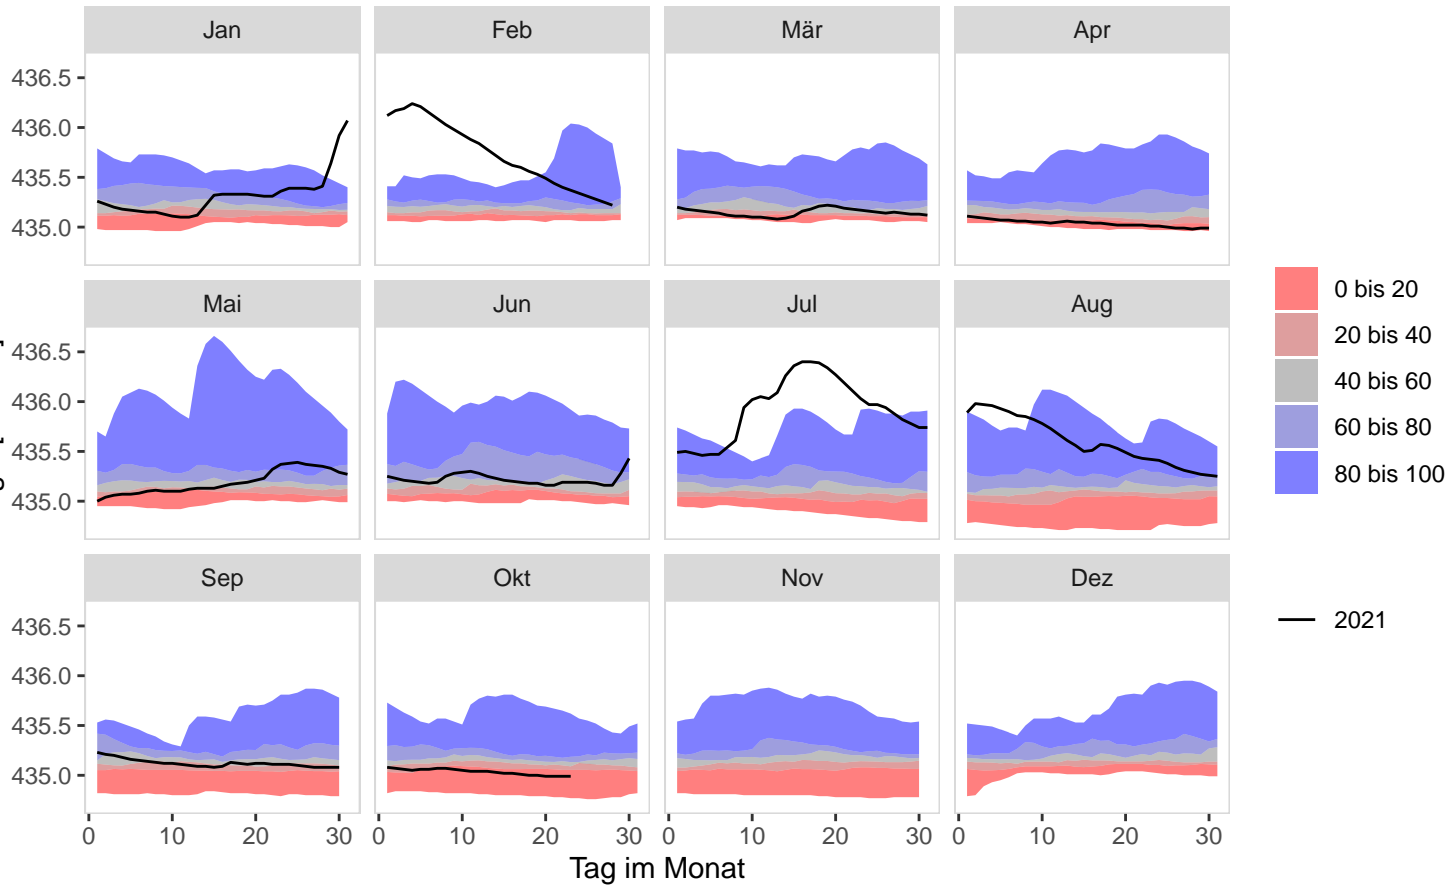 Jan Feb Mär Apr
436.5
436.0
435.5
435.0
Mai Jun Jul Aug
436.5
436.0
435.5
435.0
Sep Okt Nov Dez
436.5
436.0
435.5
435.0
0 10 20 30 0 10 20 30 0 10 20 30 0 10 20 30
Tag im Monat
0 bis 20
20 bis 40
40 bis 60
60 bis 80
80 bis 100
2021